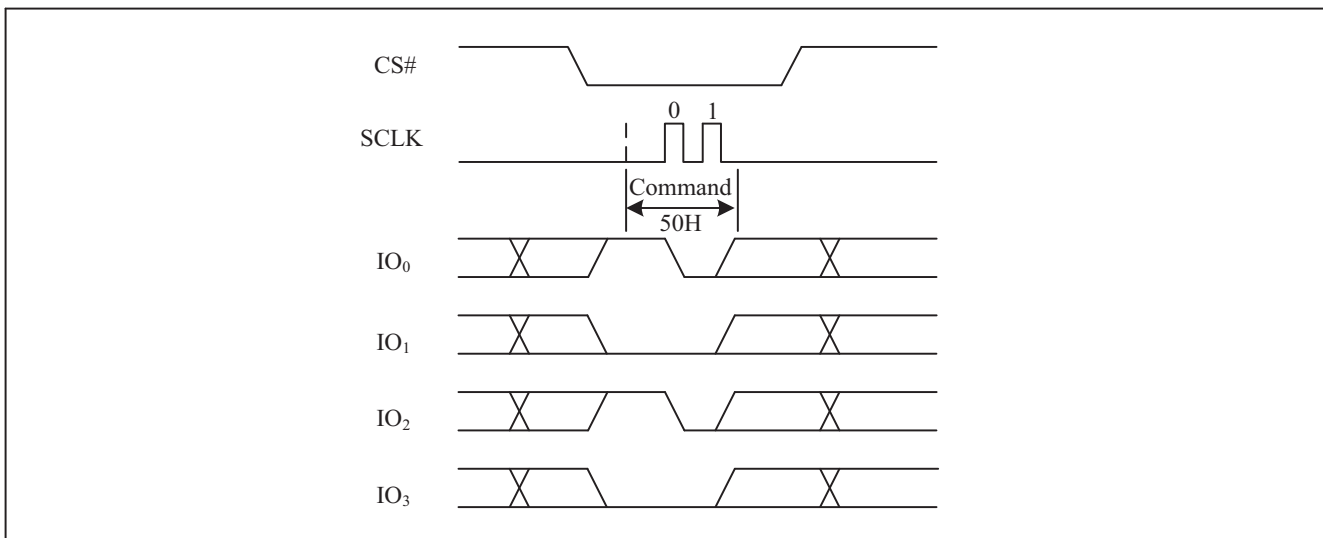 CS#
0 1
SCLK
Command
50H
IO₀
IO₁
IO₂
IO₃